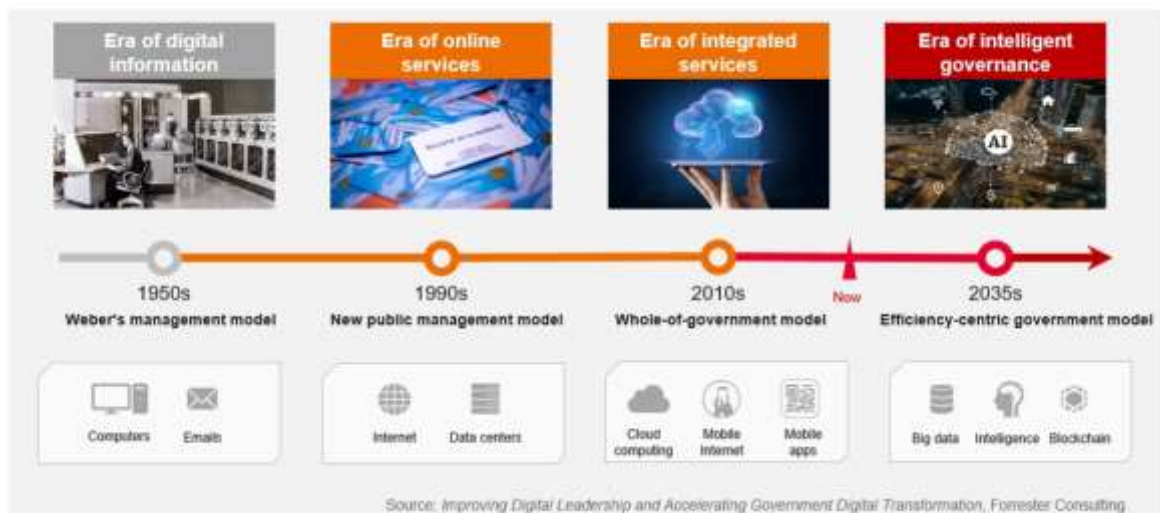 Era of digital
information
Era of online
services
Era of integrated
services
Era of intelligent
governance
AI
1950s
1990s
2010s
Now
2035s
Weber's management model
New public management model
Whole-of-government model
Efficiency-centric government model
Computers
Emails
Internet
Data centers
Cloud
computing
Mobile
Internet
Mobile
apps
Big data
Intelligence
Blockchain
Source: Improving Digital Leadership and Accelerating Government Digital Transformation, Forrester Consulting